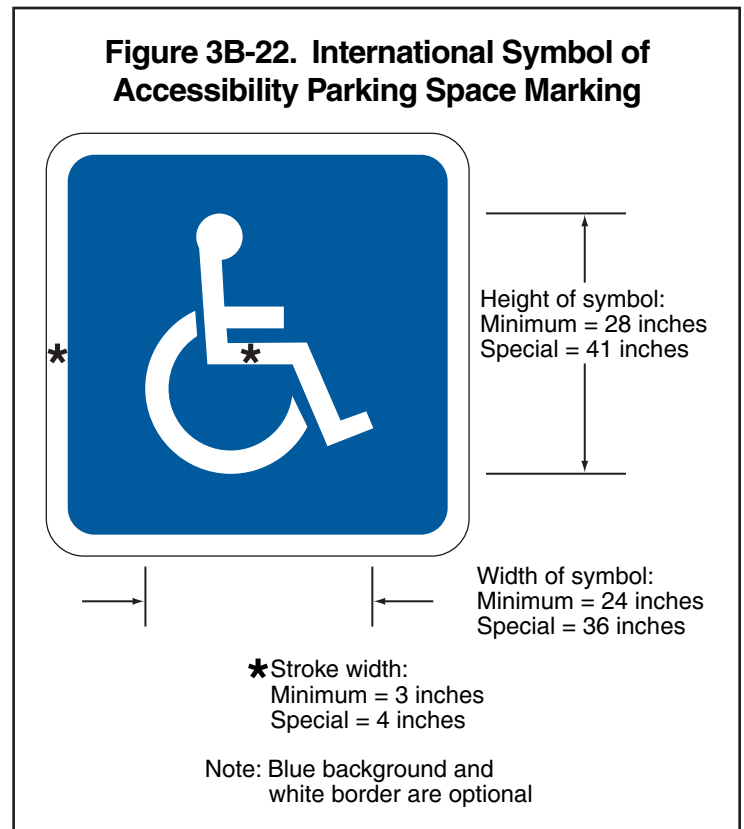 Figure 3B-22. International Symbol of
Accessibility Parking Space Marking
Height of symbol:
Minimum = 28 inches
Special = 41 inches
Width of symbol:
Minimum = 24 inches
Special = 36 inches
*Stroke width:
Minimum = 3 inches
Special = 4 inches
Note: Blue background and
white border are optional